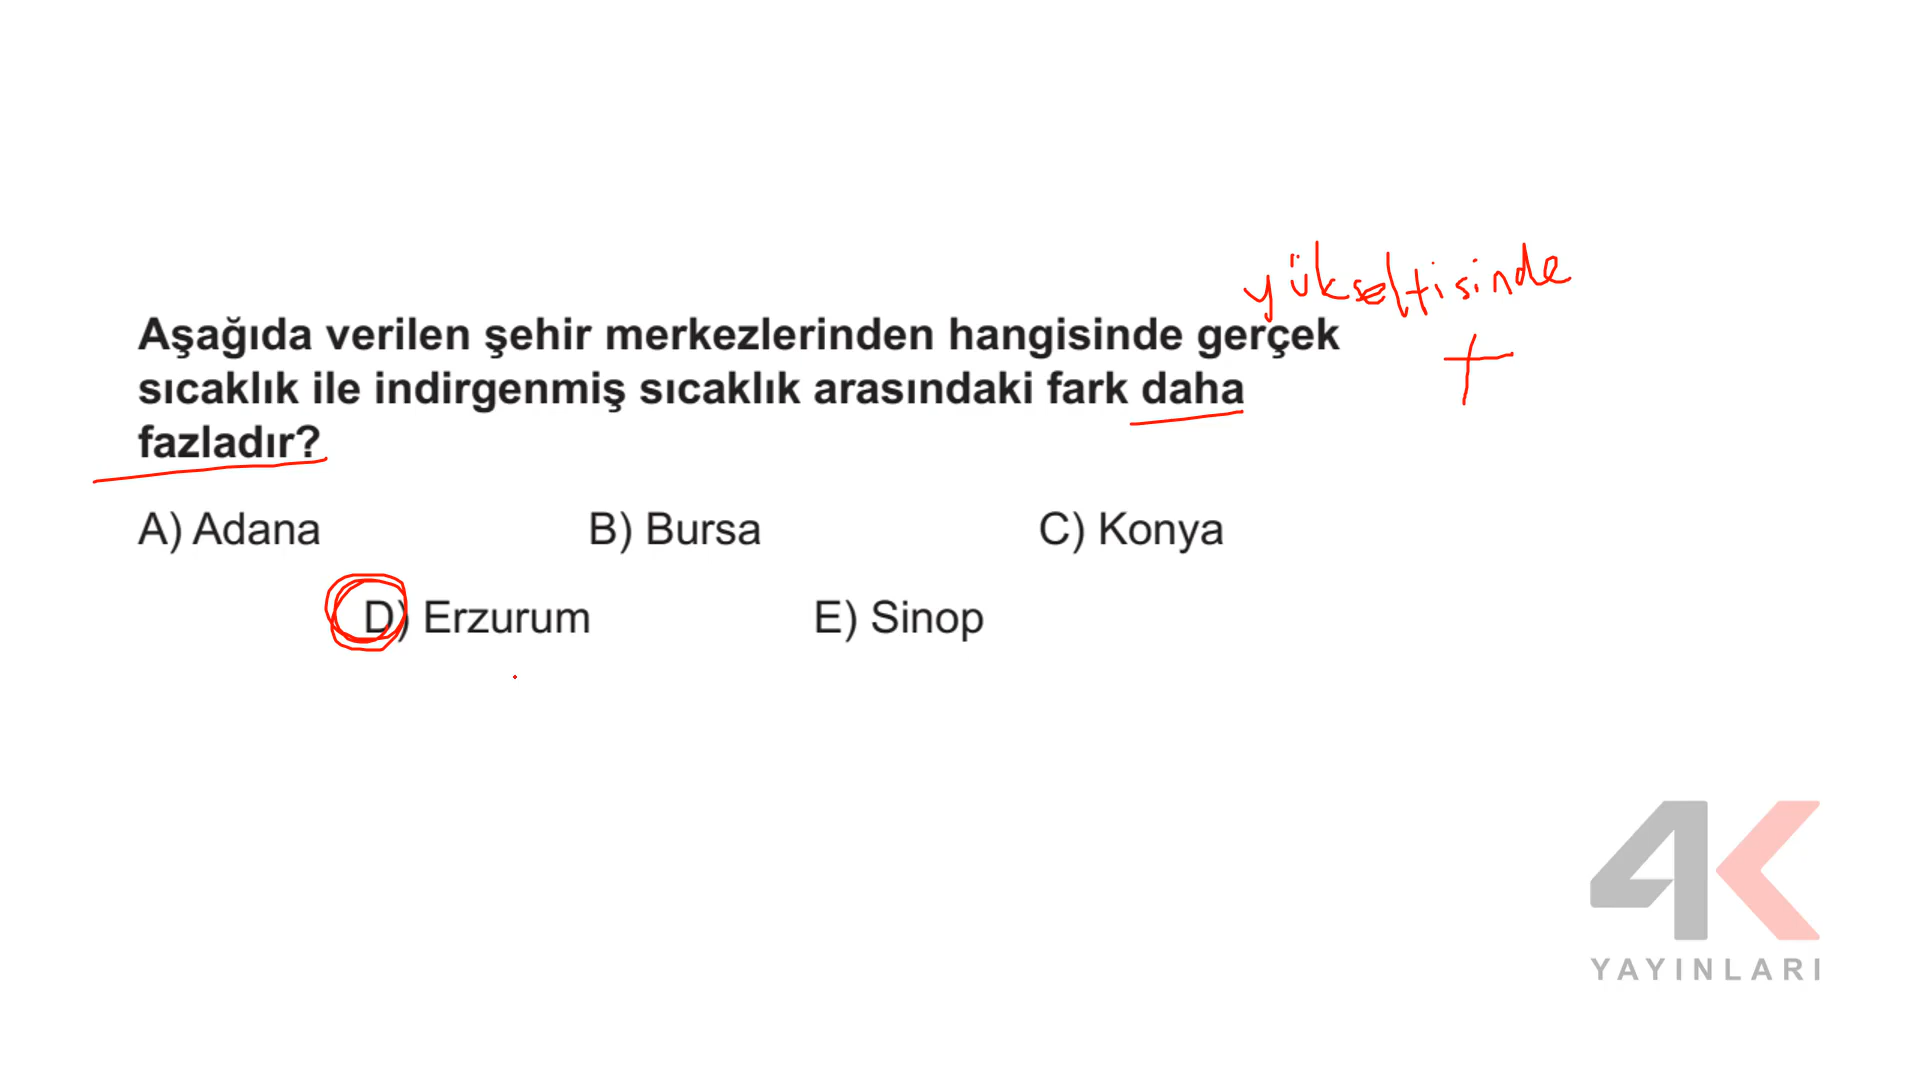 yükseltisinde
+
Aşağıda verilen şehir merkezlerinden hangisinde gerçek
sıcaklık ile indirgenmiş sıcaklık arasındaki fark daha
fazladır?
A) Adana B) Bursa C) Konya
D) Erzurum E) Sinop
4K
YAYINLARI